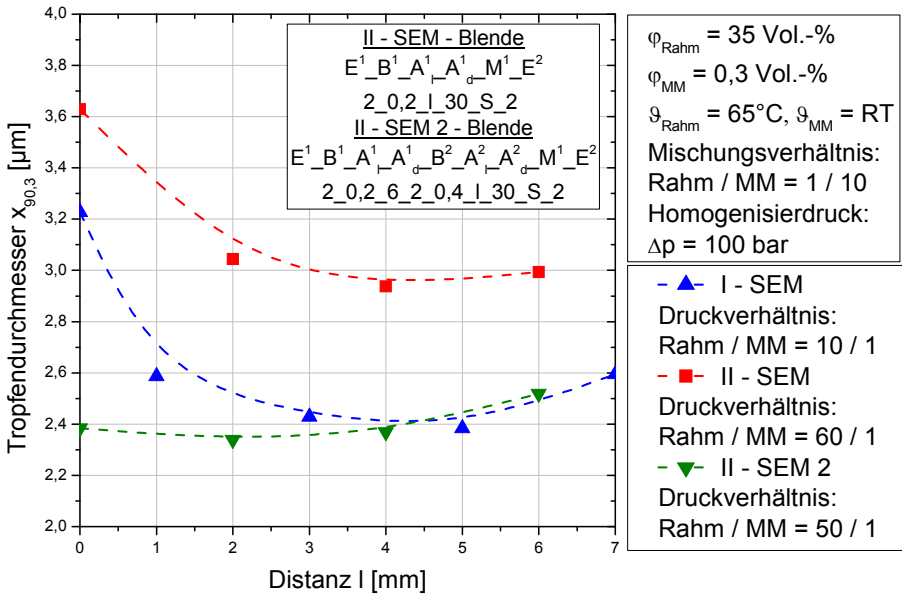 Tropfendurchmesser x90,3 [µm]
3,8
3,6
3,4
3,2
3,0
2,8
2,6
2,4
2,2
2,0
0 1 2 3 4 5 6 7
Distanz l [mm]
II - SEM - Blende
E¹_B¹_A¹l_A¹d_M¹_E²
2_0,2_l_30_S_2
II - SEM 2 - Blende
E¹_B¹_A¹l_A¹d_B²_A²l_A²d_M¹_E²
2_0,2_6_2_0,4_l_30_S_2
φRahm = 35 Vol.-%
φMM = 0,3 Vol.-%
ϑRahm = 65°C, ϑMM = RT
Mischungsverhältnis:
Rahm / MM = 1 / 10
Homogenisierdruck:
Δp = 100 bar
I - SEM
Druckverhältnis:
Rahm / MM = 10 / 1
II - SEM
Druckverhältnis:
Rahm / MM = 60 / 1
II - SEM 2
Druckverhältnis:
Rahm / MM = 50 / 1